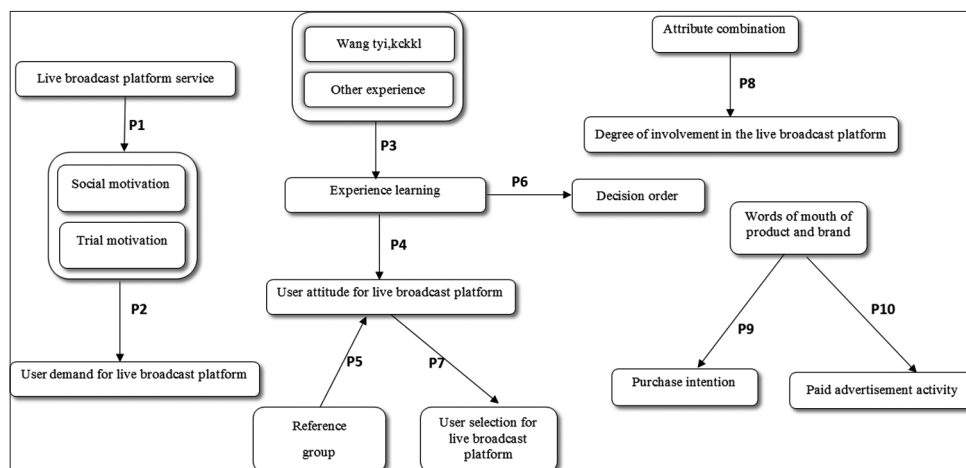 Live broadcast platform service
P1
Social motivation
Trial motivation
P2
User demand for live broadcast platform
Wang tyi,kckkl
Other experience
P3
Experience learning
P6
Decision order
P4
User attitude for live broadcast platform
P5
P7
Reference
group
User selection for
live broadcast
platform
Attribute combination
P8
Degree of involvement in the live broadcast platform
Words of mouth of
product and brand
P9
P10
Purchase intention
Paid advertisement activity